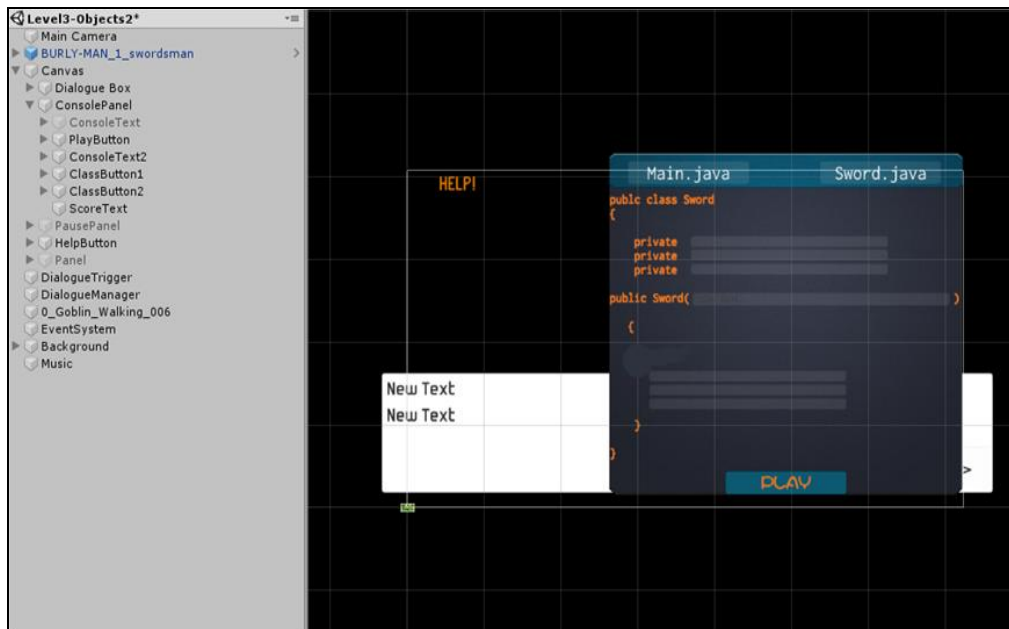 Level3-Objects2*
Main Camera
BURLY-MAN_1_swordsman
Canvas
Dialogue Box
ConsolePanel
ConsoleText
PlayButton
ConsoleText2
ClassButton1
ClassButton2
ScoreText
PausePanel
HelpButton
Panel
DialogueTrigger
DialogueManager
0_Goblin_Walking_006
EventSystem
Background
Music
HELP!
Main.java Sword.java
publc class Sword
{
private
private
private
public Sword( )
{
}
}
New Text
New Text
>
PLAY